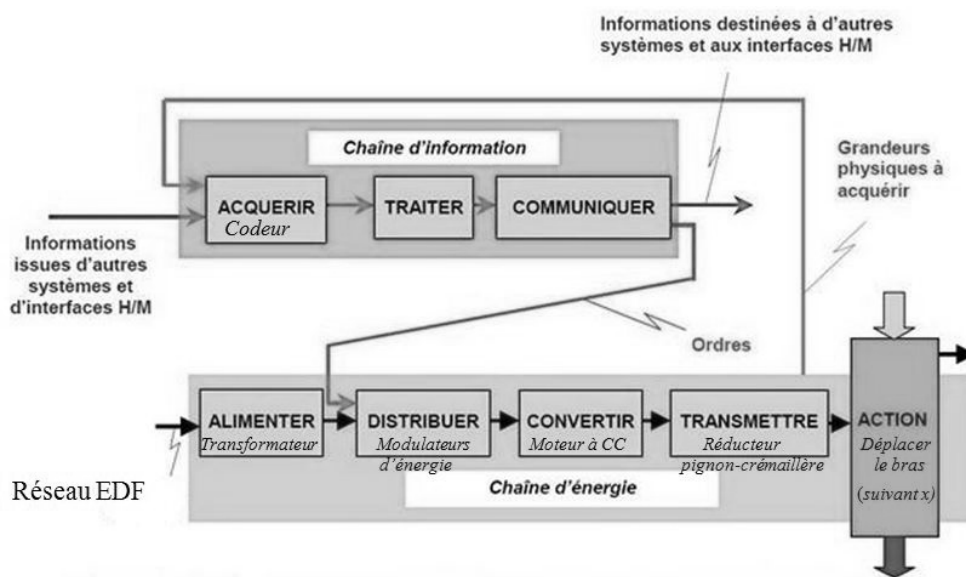 Informations destinées à d'autres
systèmes et aux interfaces H/M
Chaîne d'information
Grandeurs
physiques à
acquérir
ACQUERIR
Codeur
TRAITER
COMMUNIQUER
Informations
issues d'autres
systèmes et
d'interfaces H/M
Ordres
ALIMENTER
Transformateur
DISTRIBUER
Modulateurs
d'énergie
CONVERTIR
Moteur à CC
TRANSMETTRE
Réducteur
pignon-crémaillère
ACTION
Déplacer
le bras
(suivant x)
Réseau EDF
Chaîne d'énergie